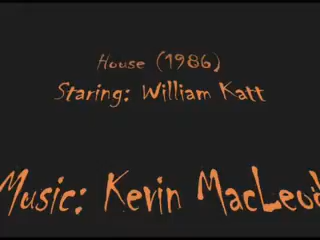 House (1986)
Staring: William Katt
Music: Kevin MacLeod